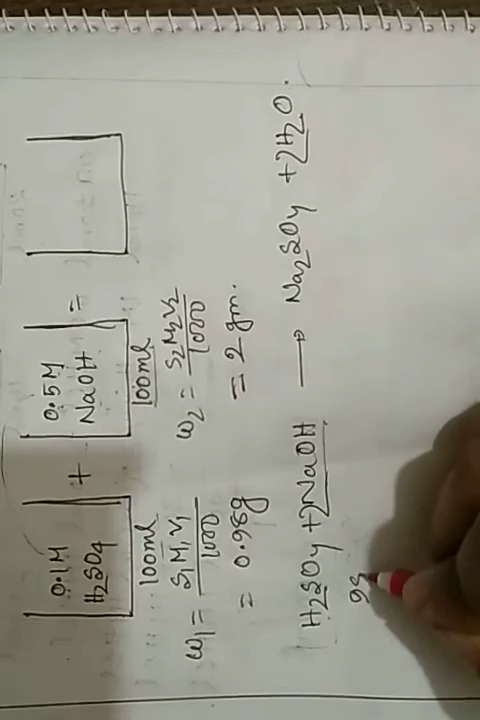 0.1M + 0.5M =
H2SO4 NaOH
100ml 100ml
W1 = S1M1V1/1000 W2 = S2M2V2/1000
= 0.98g = 2 gm.
H2SO4 + 2NaOH → Na2SO4 + 2H2O.
98